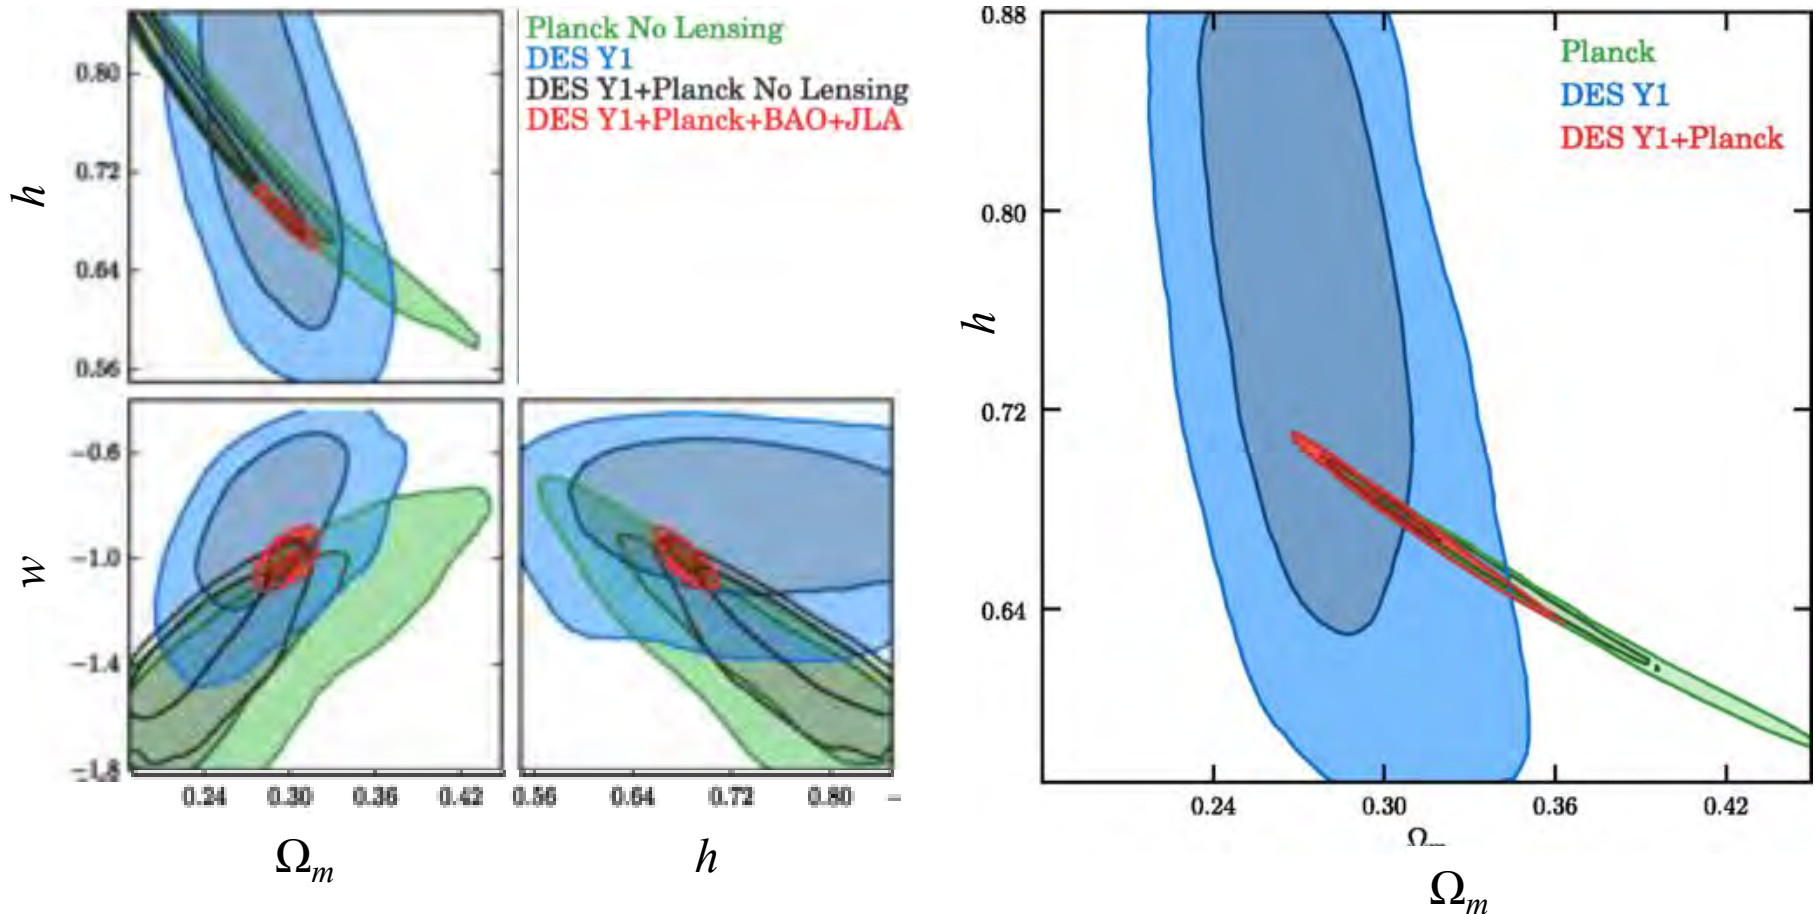 Planck No Lensing
DES Y1
DES Y1+Planck No Lensing
DES Y1+Planck+BAO+JLA
h
0.80
0.72
0.64
0.56
w
−0.6
−1.0
−1.4
−1.8
0.24 0.30 0.36 0.42
0.56 0.64 0.72 0.80
Ωm
h
Planck
DES Y1
DES Y1+Planck
h
0.88
0.80
0.72
0.64
0.24 0.30 0.36 0.42
Ωm
Ωm